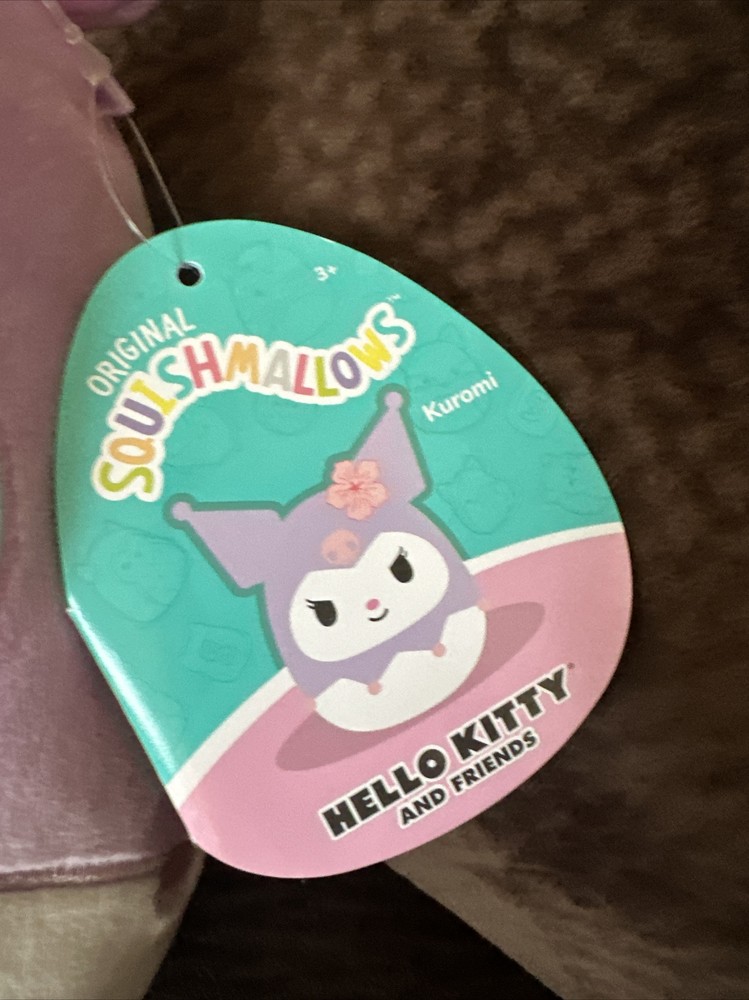 3+
ORIGINAL
SQUISHMALLOWS™
Kuromi
HELLO KITTY®
AND FRIENDS